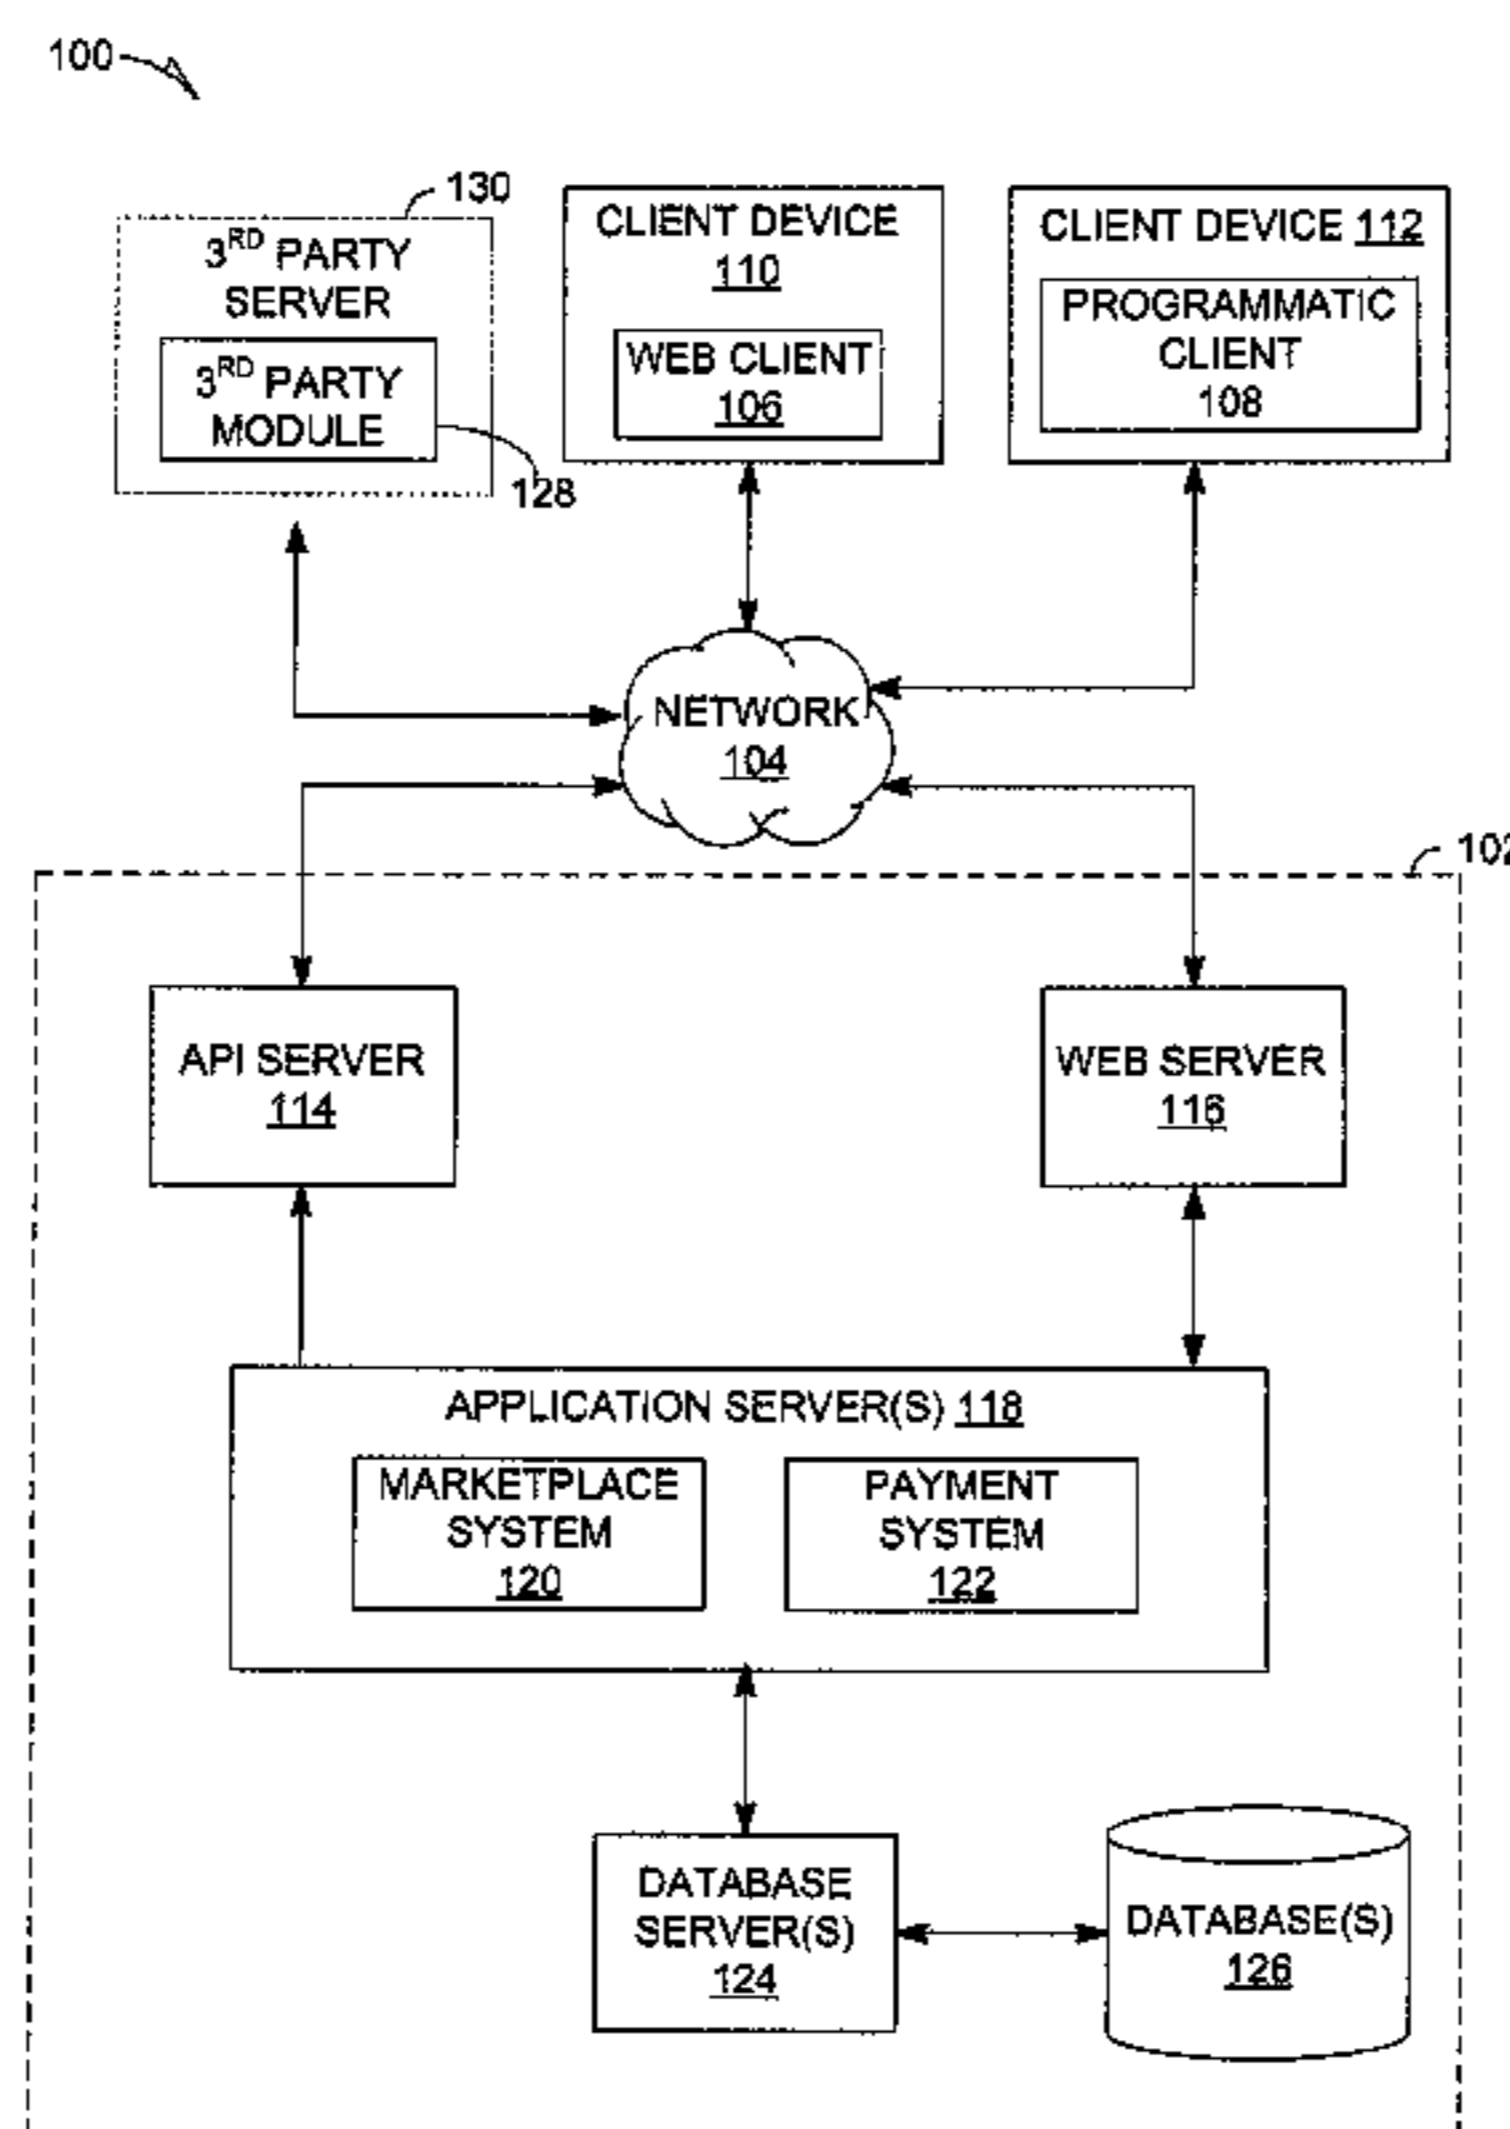 100
130
3RD PARTY
SERVER
3RD PARTY
MODULE
128
CLIENT DEVICE
110
WEB CLIENT
106
CLIENT DEVICE 112
PROGRAMMATIC
CLIENT
108
NETWORK
104
102
API SERVER
114
WEB SERVER
116
APPLICATION SERVER(S) 118
MARKETPLACE
SYSTEM
120
PAYMENT
SYSTEM
122
DATABASE
SERVER(S)
124
DATABASE(S)
126